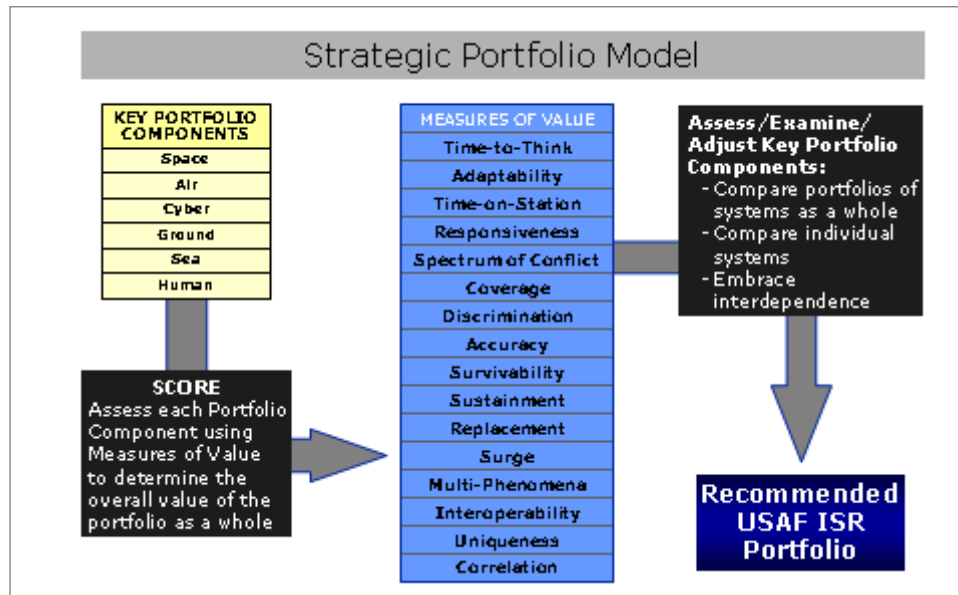 Strategic Portfolio Model
KEY PORTFOLIO
COMPONENTS
Space
Air
Cyber
Ground
Sea
Human
SCORE
Assess each Portfolio
Component using
Measures of Value
to determine the
overall value of the
portfolio as a whole
MEASURES OF VALUE
Time-to-Think
Adaptability
Time-on-Station
Responsiveness
Spectrum of Conflict
Coverage
Discrimination
Accuracy
Survivability
Sustainment
Replacement
Surge
Multi-Phenomena
Interoperability
Uniqueness
Correlation
Assess/Examine/
Adjust Key Portfolio
Components:
- Compare portfolios of
systems as a whole
- Compare individual
systems
- Embrace
interdependence
Recommended
USAF ISR
Portfolio